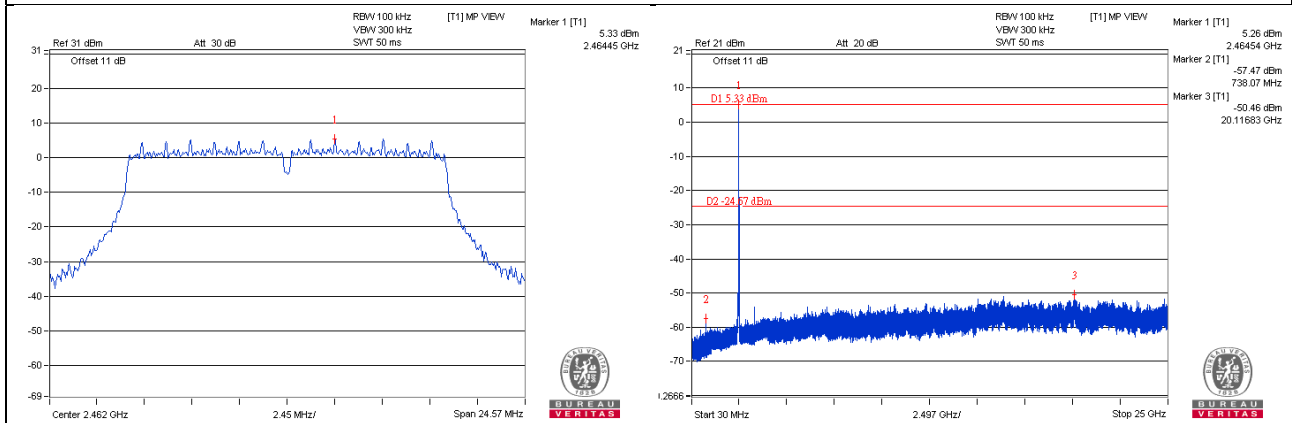 RBW 100 kHz [T1] MP VIEW
VBW 300 kHz
Ref 31 dBm Att 30 dB SWT 50 ms
Marker 1 [T1]
5.33 dBm
2.46445 GHz
31
Offset 11 dB
20
10
0
-10
-20
-30
-40
-50
-60
-69
1
Center 2.462 GHz 2.45 MHz/ Span 24.57 MHz
1828
BUREAU
VERITAS
RBW 100 kHz [T1] MP VIEW
VBW 300 kHz
Ref 21 dBm Att 20 dB SWT 50 ms
Marker 1 [T1]
5.26 dBm
2.46454 GHz
Marker 2 [T1]
-57.47 dBm
738.07 MHz
Marker 3 [T1]
-50.46 dBm
20.11683 GHz
21
Offset 11 dB
10
0
-10
-20
-30
-40
-50
-60
-70
.2666
1
D1 5.33 dBm
D2 -24.67 dBm
2
3
Start 30 MHz 2.497 GHz/ Stop 25 GHz
1828
BUREAU
VERITAS